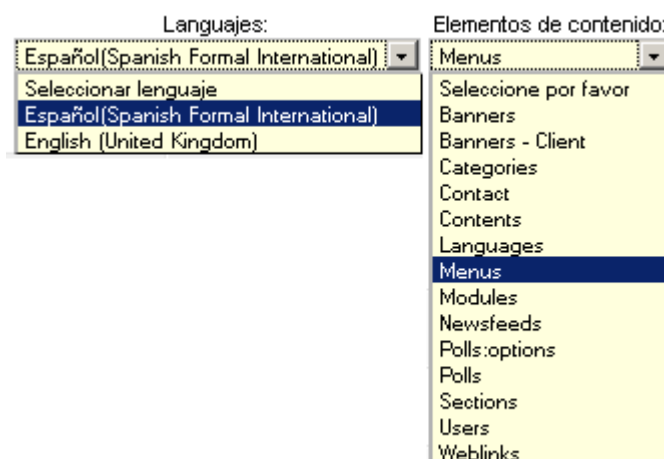 Languajes:
Español(Spanish Formal International)
Seleccionar lenguaje
Español(Spanish Formal International)
English (United Kingdom)
Elementos de contenido:
Menus
Seleccione por favor
Banners
Banners - Client
Categories
Contact
Contents
Languages
Menus
Modules
Newsfeeds
Polls:options
Polls
Sections
Users
Weblinks